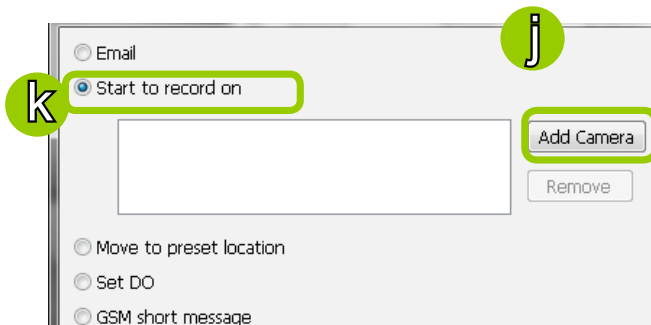 j
Email
k
Start to record on
Add Camera
Remove
Move to preset location
Set DO
GSM short message